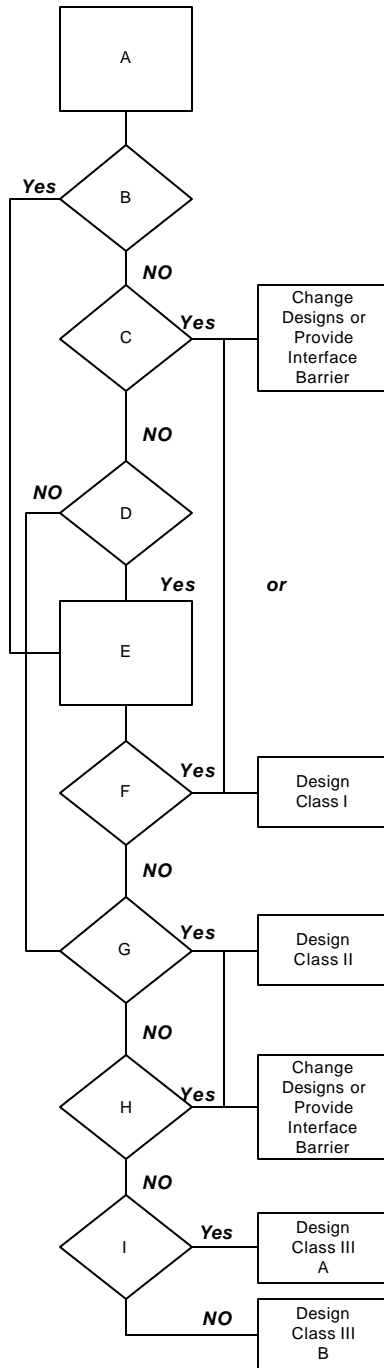 A
Yes
B
NO
C
Yes
Change
Designs or
Provide
Interface
Barrier
NO
NO
D
Yes
or
E
F
Yes
Design
Class I
NO
G
Yes
Design
Class II
NO
H
Yes
Change
Designs or
Provide
Interface
Barrier
NO
I
Yes
Design
Class III
A
NO
Design
Class III
B